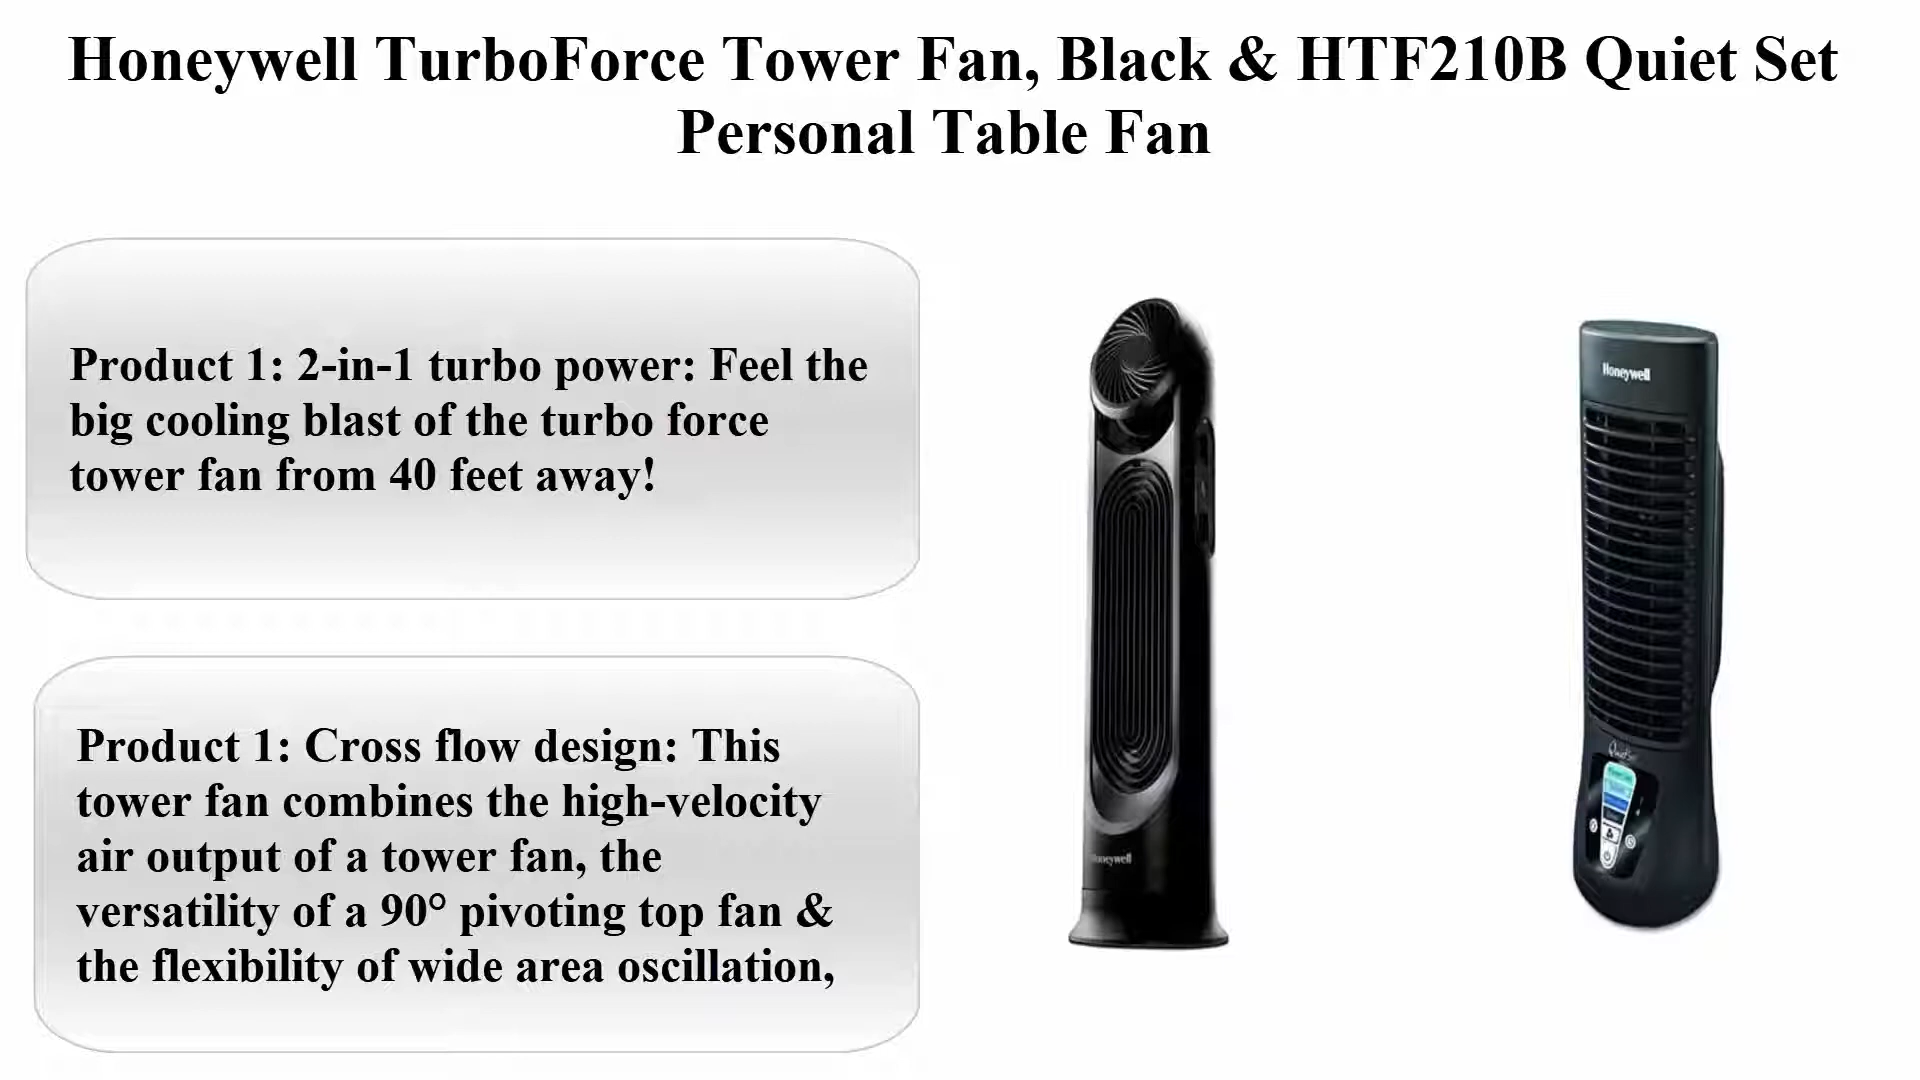 Honeywell TurboForce Tower Fan, Black & HTF210B Quiet Set
Personal Table Fan
Product 1: 2-in-1 turbo power: Feel the
big cooling blast of the turbo force
tower fan from 40 feet away!
Product 1: Cross flow design: This
tower fan combines the high-velocity
air output of a tower fan, the
versatility of a 90° pivoting top fan &
the flexibility of wide area oscillation,
Honeywell
Honeywell